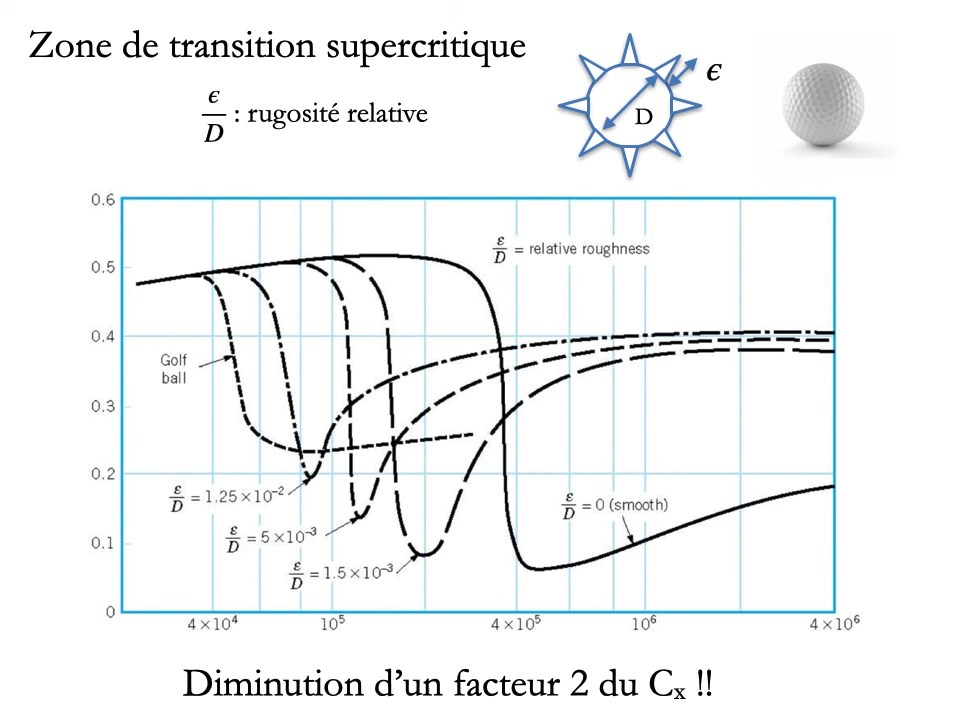 Zone de transition supercritique
ϵ/D : rugosité relative
ϵ
D
0.6
ε/D = relative roughness
0.5
0.4
Golf
ball
0.3
0.2
ε/D = 1.25×10⁻²
ε/D = 0 (smooth)
ε/D = 5×10⁻³
0.1
ε/D = 1.5×10⁻³
0
4×10⁴ 10⁵ 4×10⁵ 10⁶ 4×10⁶
Diminution d’un facteur 2 du Cₓ !!